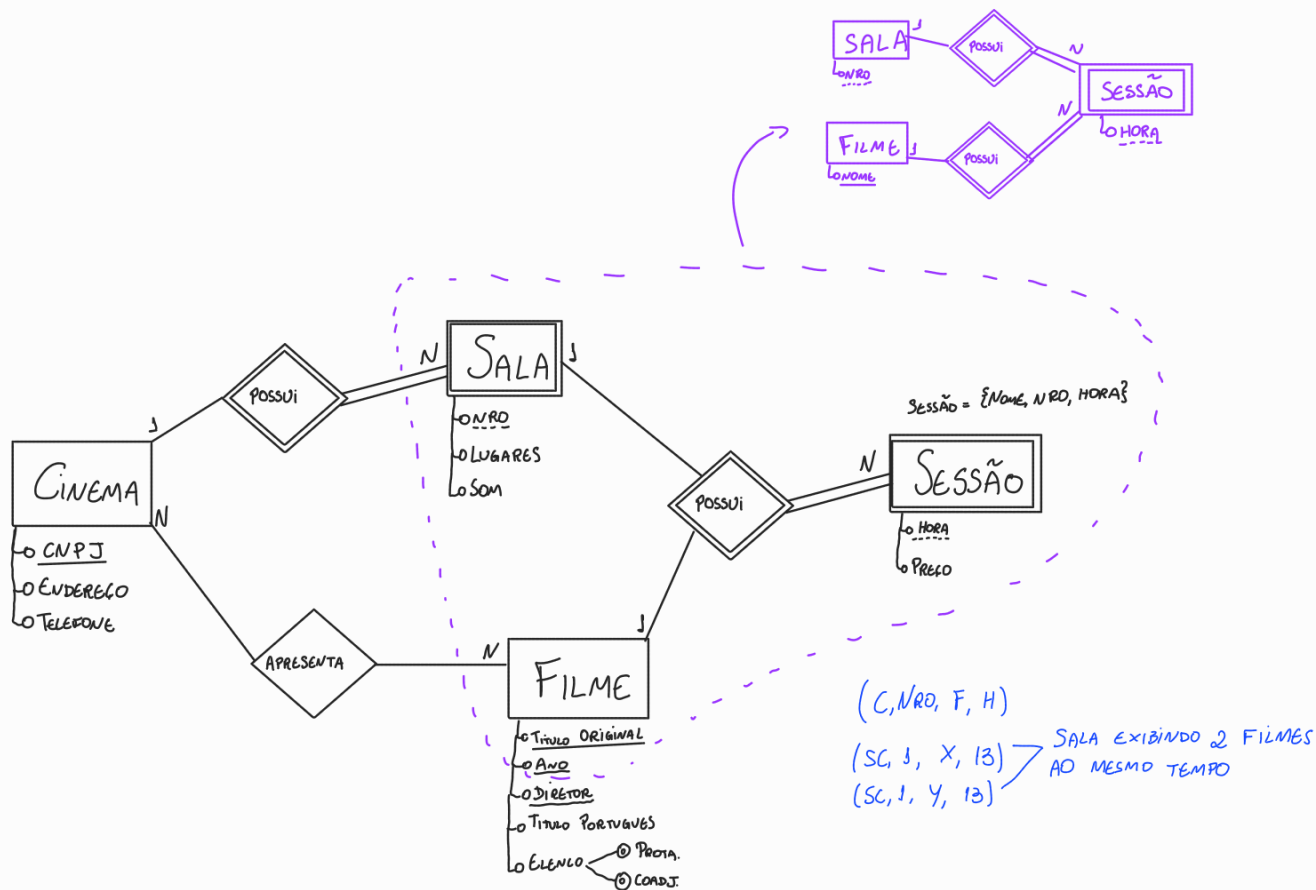 SALA
NRO
1
POSSUI
N
SESSÃO
HORA
FILME
NOME
1
POSSUI
N
CINEMA
CNPJ
ENDEREÇO
TELEFONE
1
POSSUI
N
SALA
NRO
LUGARES
SOM
1
N
APRESENTA
N
FILME
TITULO ORIGINAL
ANO
DIRETOR
TITULO PORTUGUES
ELENCO
PROTA.
COADJ.
1
POSSUI
N
SESSÃO = {NOME, NRO, HORA}
SESSÃO
HORA
PREÇO
(C, NRO, F, H)
(SC, 1, X, 13)
(SC, 1, Y, 13)
SALA EXIBINDO 2 FILMES
AO MESMO TEMPO